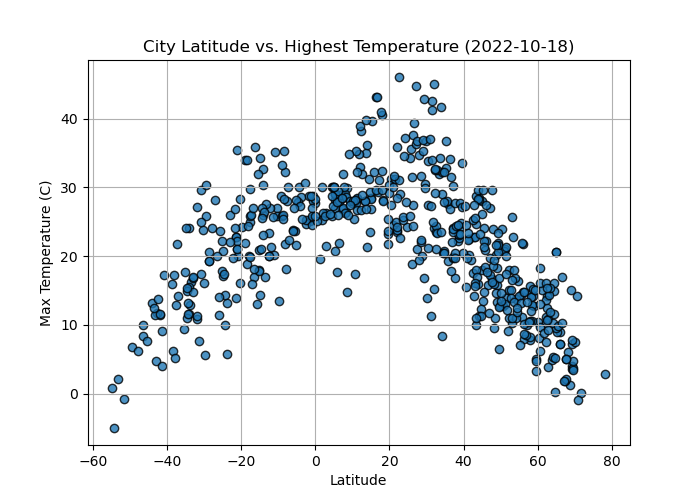 City Latitude vs. Highest Temperature (2022-10-18)
Max Temperature (C)
40
30
20
10
0
−60 −40 −20 0 20 40 60 80
Latitude